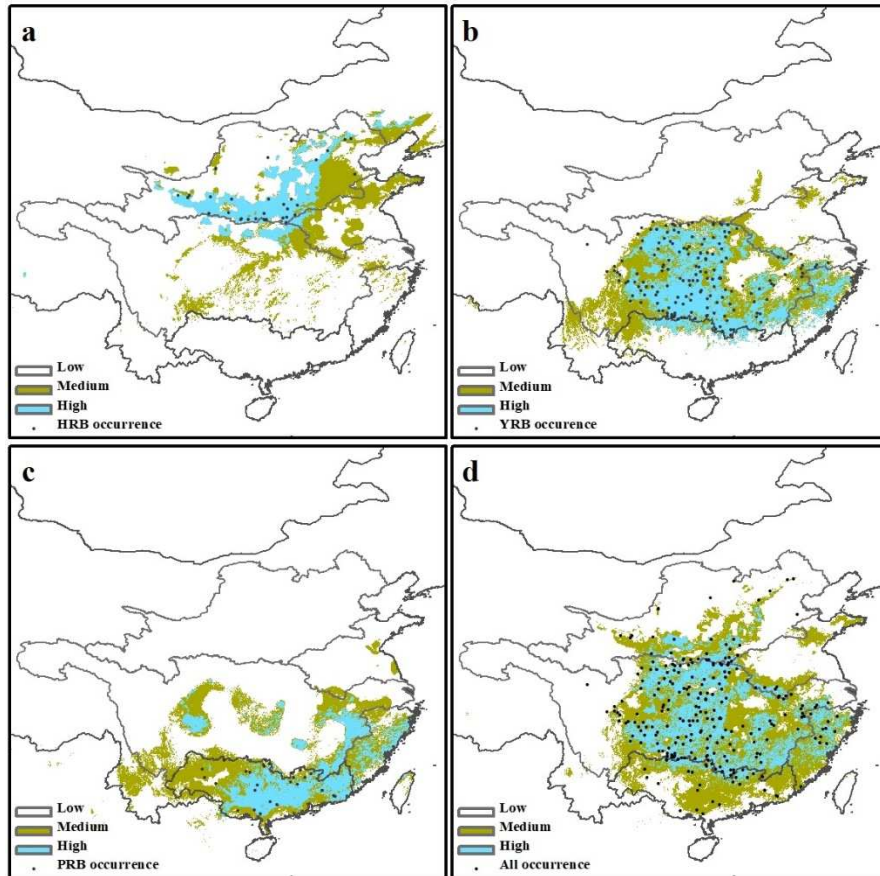 a
Low
Medium
High
HRB occurrence
b
Low
Medium
High
YRB occurrence
c
Low
Medium
High
PRB occurrence
d
Low
Medium
High
All occurrence